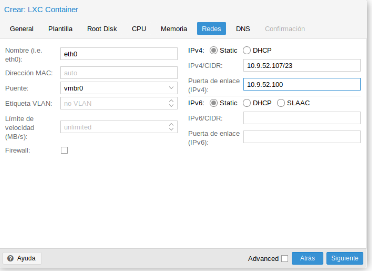 Crear: LXC Container
General Plantilla Root Disk CPU Memoria Redes DNS Confirmación
Nombre (i.e. eth0): eth0
Dirección MAC: auto
Puente: vmbr0
Etiqueta VLAN: no VLAN
Límite de velocidad (MB/s): unlimited
Firewall:
IPv4: Static DHCP
IPv4/CIDR: 10.9.52.107/23
Puerta de enlace (IPv4): 10.9.52.100
IPv6: Static DHCP SLAAC
IPv6/CIDR:
Puerta de enlace (IPv6):
Ayuda Advanced Atrás Siguiente